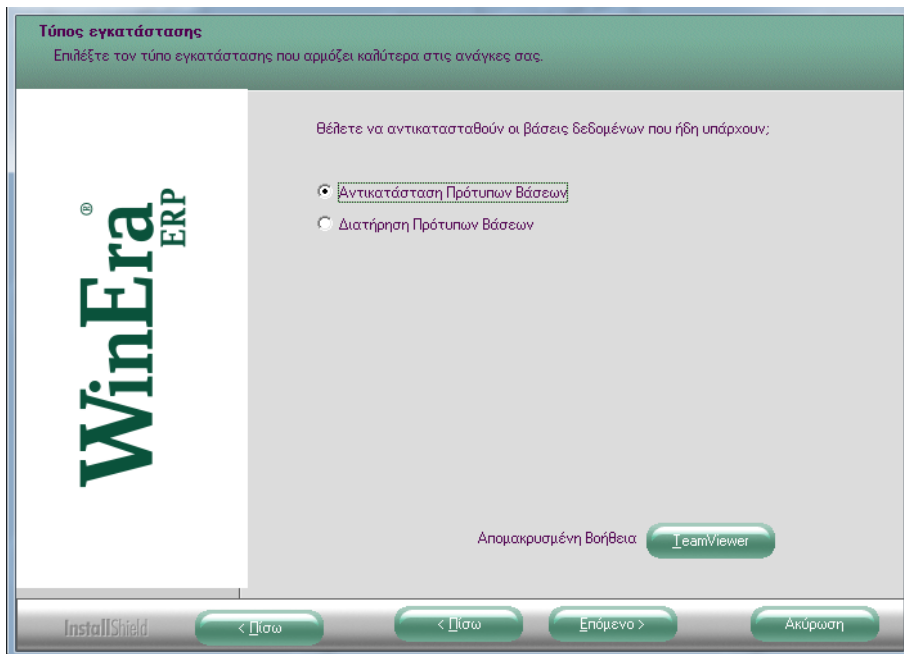 Τύπος εγκατάστασης
Επιλέξτε τον τύπο εγκατάστασης που αρμόζει καλύτερα στις ανάγκες σας.
Θέλετε να αντικατασταθούν οι βάσεις δεδομένων που ήδη υπάρχουν;
Αντικατάσταση Πρότυπων Βάσεων
Διατήρηση Πρότυπων Βάσεων
WinEra®
ERP
Απομακρυσμένη Βοήθεια TeamViewer
InstallShield < Πίσω < Πίσω Επόμενο > Ακύρωση